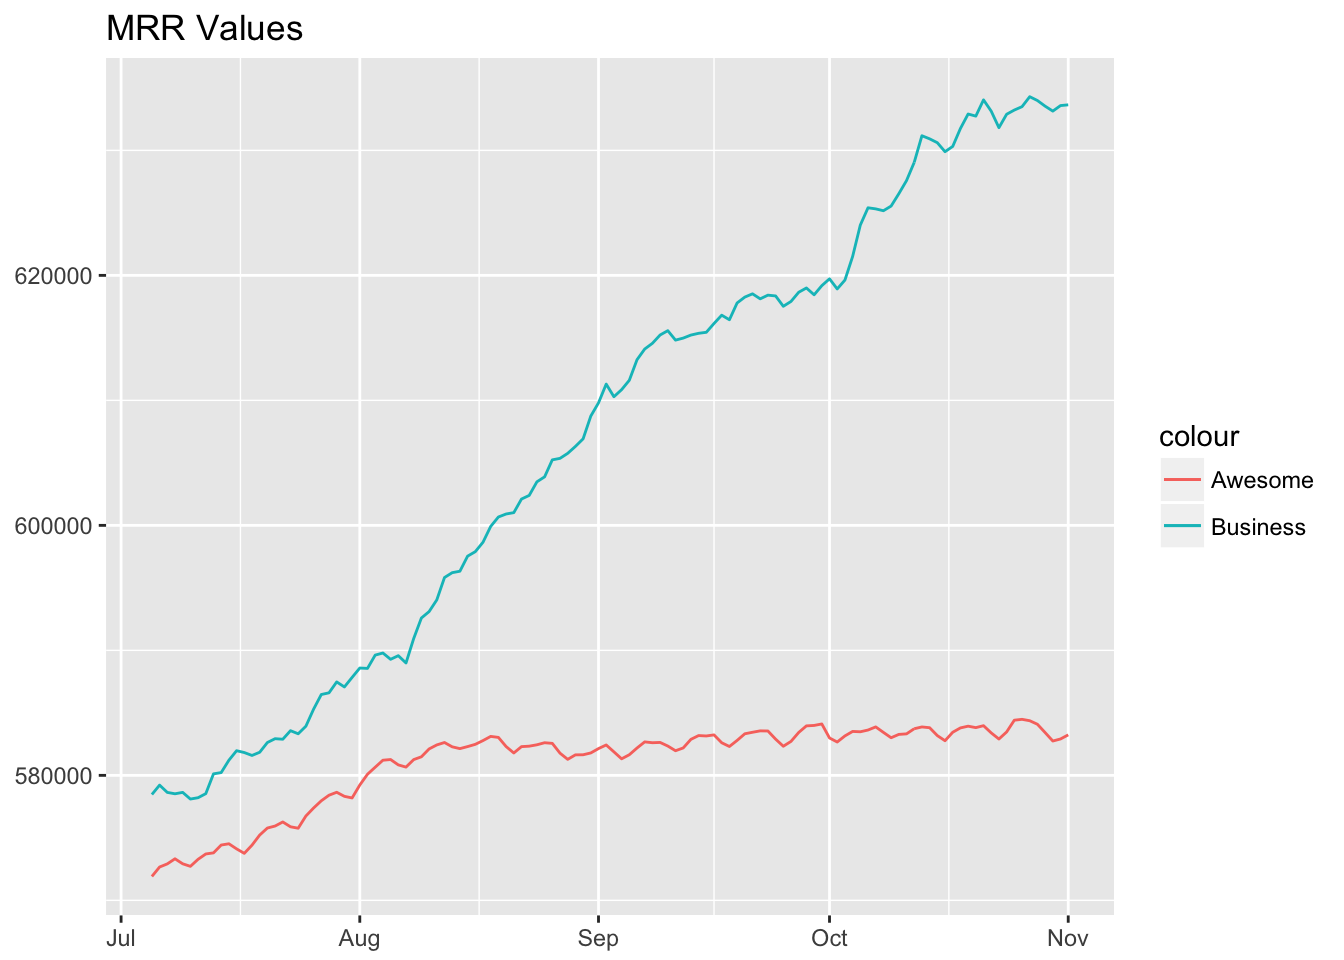 MRR Values
620000
600000
580000
Jul Aug Sep Oct Nov
colour
Awesome
Business